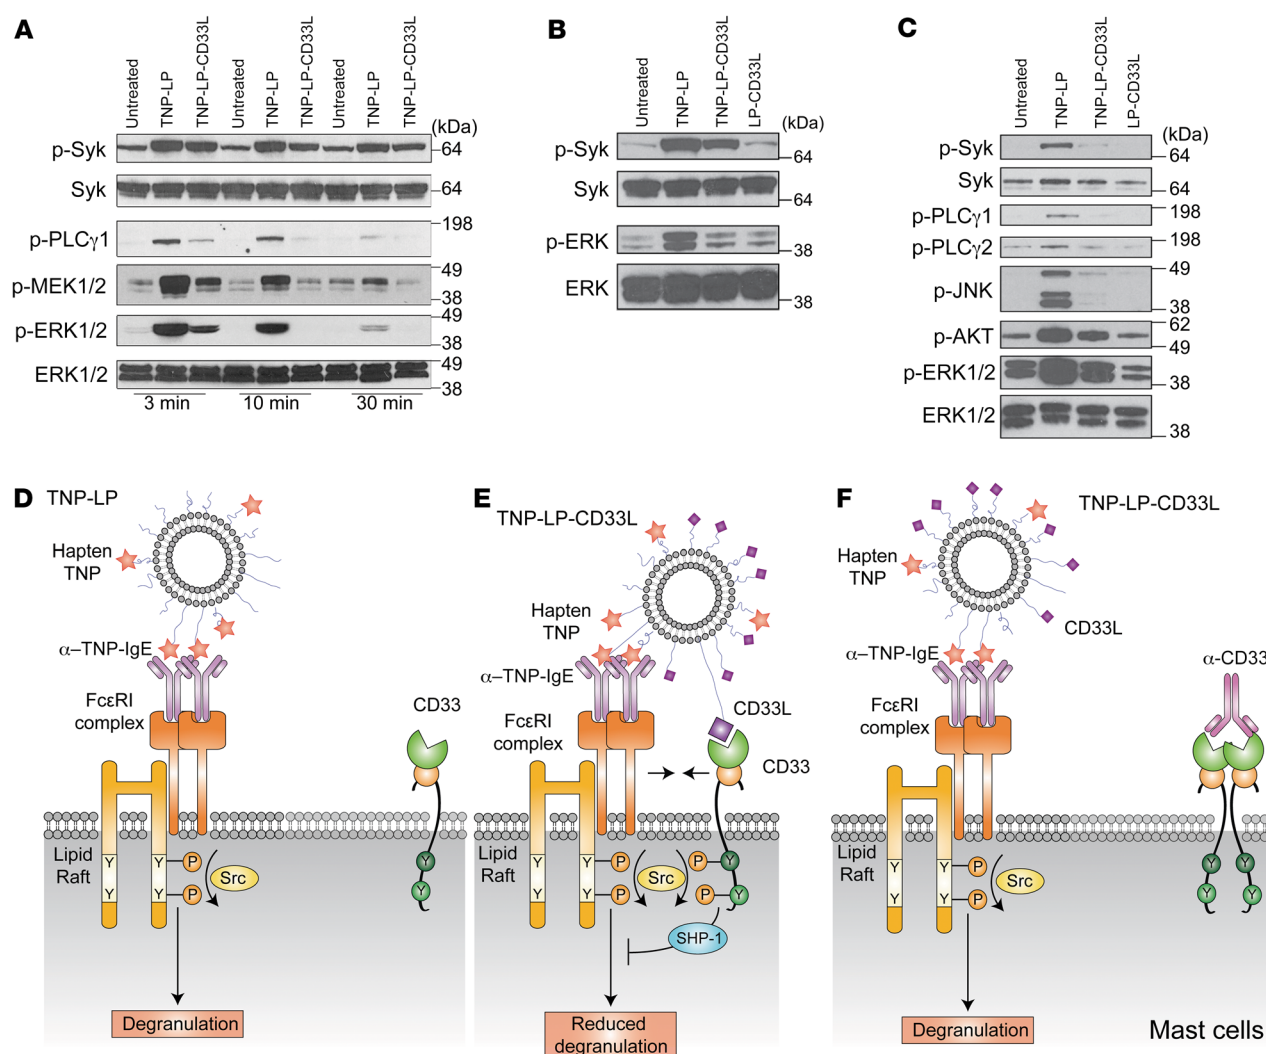 A
Untreated
TNP-LP
TNP-LP-CD33L
Untreated
TNP-LP
TNP-LP-CD33L
Untreated
TNP-LP
TNP-LP-CD33L
(kDa)
p-Syk
64
Syk
64
p-PLCγ1
198
p-MEK1/2
49
38
p-ERK1/2
49
38
ERK1/2
49
38
3 min
10 min
30 min
B
Untreated
TNP-LP
TNP-LP-CD33L
LP-CD33L
(kDa)
p-Syk
64
Syk
64
p-ERK
38
ERK
38
C
Untreated
TNP-LP
TNP-LP-CD33L
LP-CD33L
(kDa)
p-Syk
64
Syk
64
p-PLCγ1
198
p-PLCγ2
198
p-JNK
49
38
p-AKT
62
49
p-ERK1/2
38
ERK1/2
38
D
TNP-LP
Hapten
TNP
α–TNP-IgE
FcεRI
complex
CD33
Lipid
Raft
Y
Y
P
Y
Y
P
Src
Y
Y
Degranulation
E
TNP-LP-CD33L
Hapten
TNP
α–TNP-IgE
FcεRI
complex
CD33L
CD33
Lipid
Raft
Y
Y
P
P
Y
Src
Y
Y
P
P
Y
SHP-1
Reduced
degranulation
F
TNP-LP-CD33L
Hapten
TNP
CD33L
α–TNP-IgE
α-CD33
FcεRI
complex
Lipid
Raft
Y
Y
P
Y
Y
P
Src
Y
Y
Y
Y
Degranulation
Mast cells